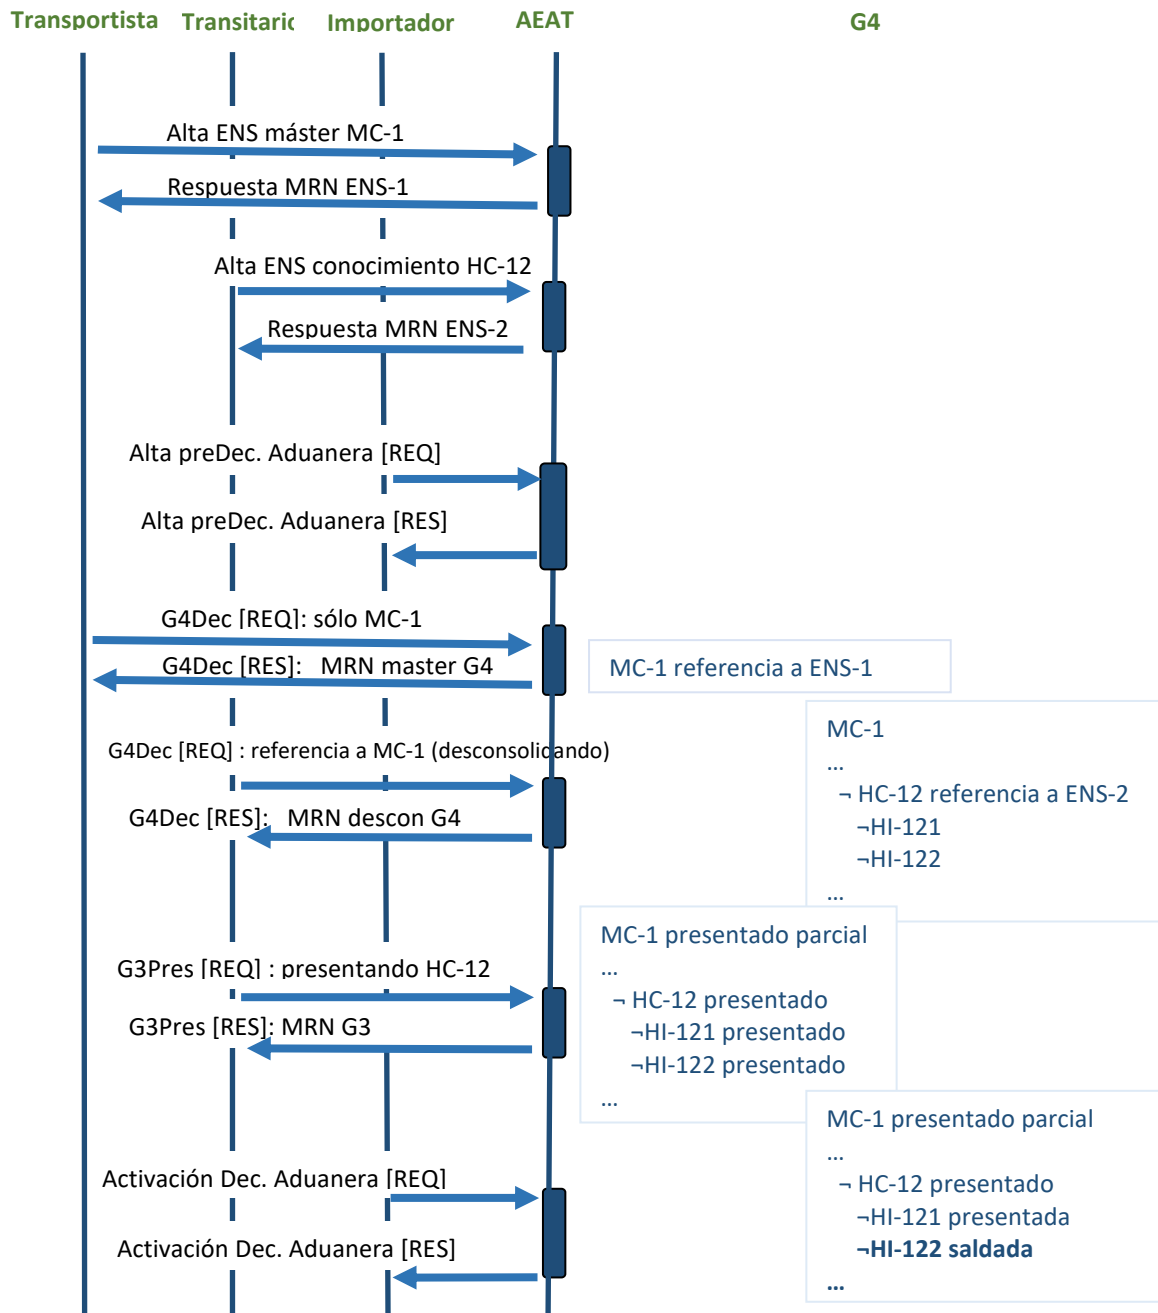 Transportista Transitario Importador AEAT G4
Alta ENS máster MC-1
Respuesta MRN ENS-1
Alta ENS conocimiento HC-12
Respuesta MRN ENS-2
Alta preDec. Aduanera [REQ]
Alta preDec. Aduanera [RES]
G4Dec [REQ]: sólo MC-1
G4Dec [RES]: MRN master G4
MC-1 referencia a ENS-1
G4Dec [REQ] : referencia a MC-1 (desconsolidando)
G4Dec [RES]: MRN descon G4
MC-1
...
¬ HC-12 referencia a ENS-2
¬HI-121
¬HI-122
...
G3Pres [REQ] : presentando HC-12
G3Pres [RES]: MRN G3
MC-1 presentado parcial
...
¬ HC-12 presentado
¬HI-121 presentado
¬HI-122 presentado
...
Activación Dec. Aduanera [REQ]
Activación Dec. Aduanera [RES]
MC-1 presentado parcial
...
¬ HC-12 presentado
¬HI-121 presentada
¬HI-122 saldada
...